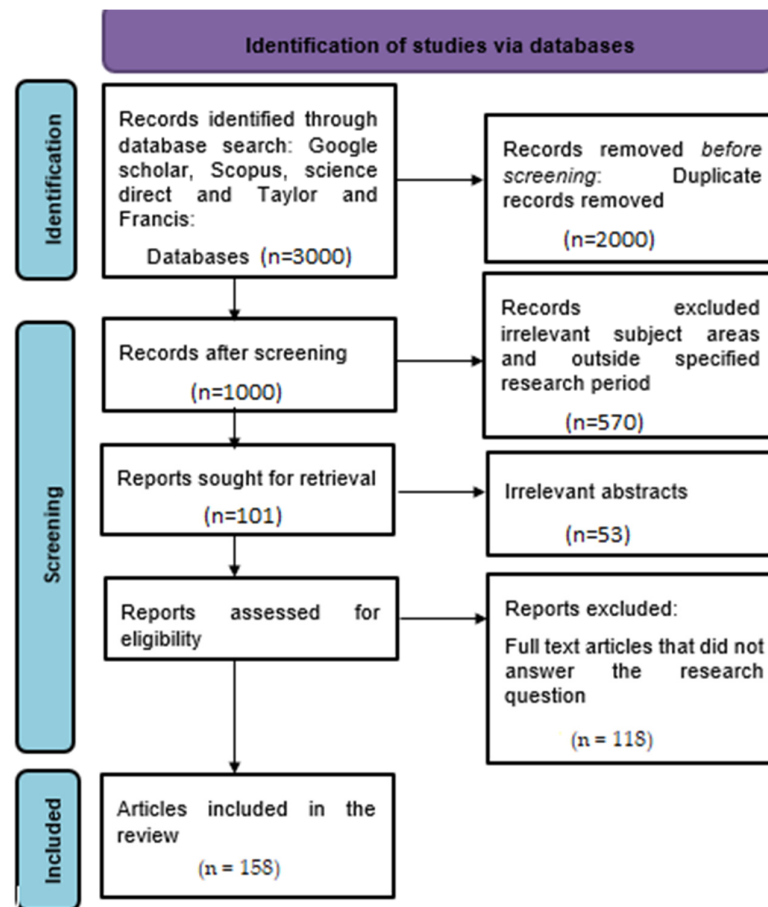 Identification of studies via databases
Identification
Records identified through
database search: Google
scholar, Scopus, science
direct and Taylor and
Francis:
Databases (n=3000)
Records removed before
screening: Duplicate
records removed
(n=2000)
Screening
Records after screening
(n=1000)
Records excluded
irrelevant subject areas
and outside specified
research period
(n=570)
Reports sought for retrieval
(n=101)
Irrelevant abstracts
(n=53)
Reports assessed for
eligibility
Reports excluded:
Full text articles that did not
answer the research
question
(n = 118)
Included
Articles included in the
review
(n = 158)